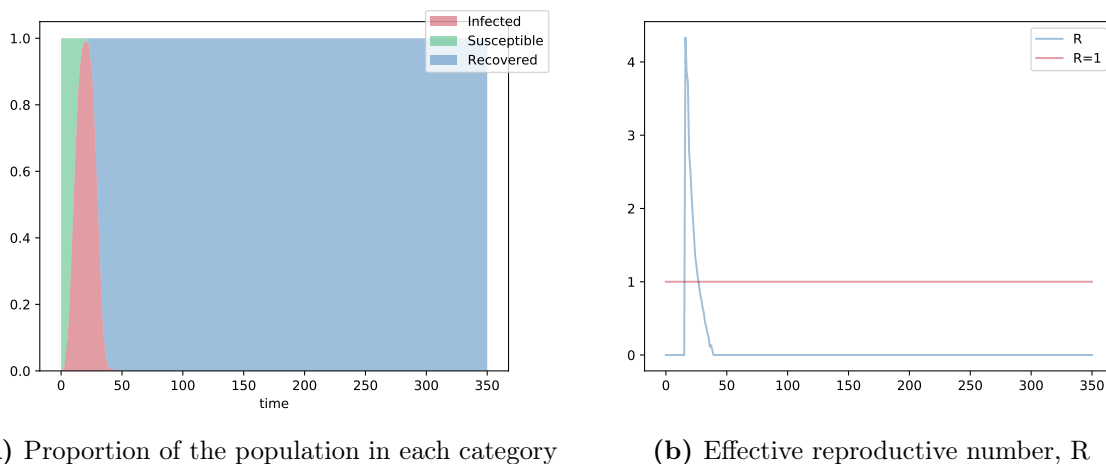 Infected
Susceptible
Recovered
1.0
0.8
0.6
0.4
0.2
0.0
0 50 100 150 200 250 300 350
time
) Proportion of the population in each category
R
R=1
4
3
2
1
0
0 50 100 150 200 250 300 350
(b) Effective reproductive number, R